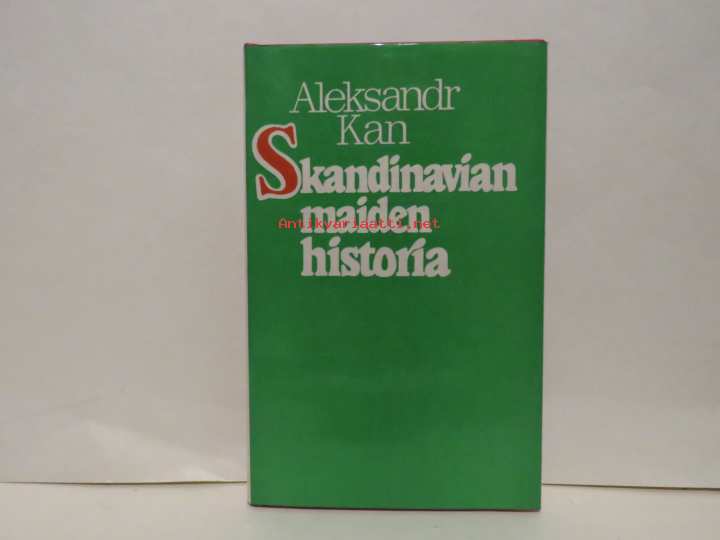 Aleksandr
Kan
Skandinavian
maiden
Antikvariaatti.net
historia